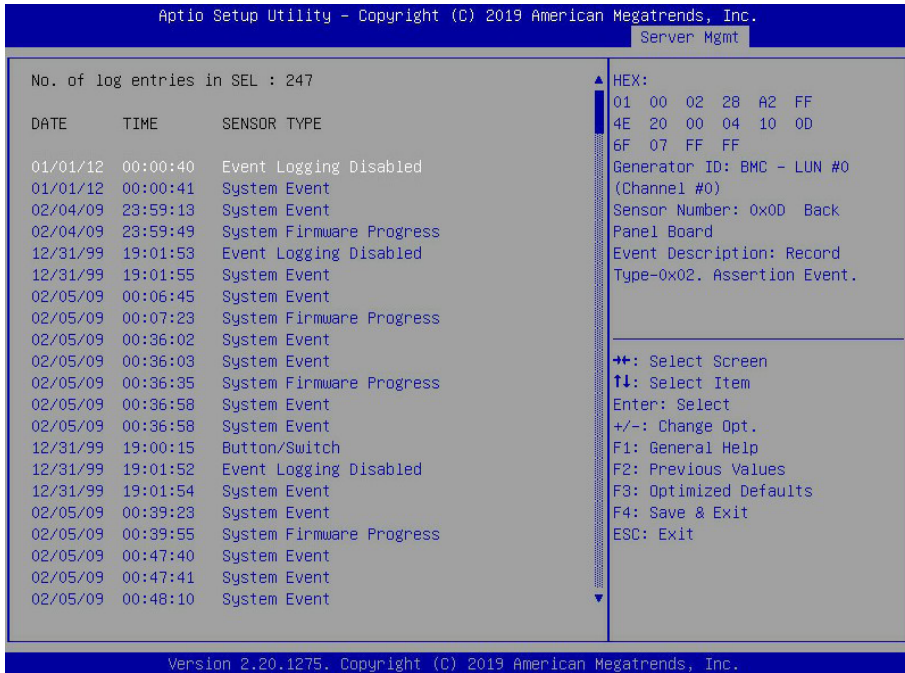 Aptio Setup Utility – Copyright (C) 2019 American Megatrends, Inc.
Server Mgmt
No. of log entries in SEL : 247
DATE TIME SENSOR TYPE
01/01/12 00:00:40 Event Logging Disabled
01/01/12 00:00:41 System Event
02/04/09 23:59:13 System Event
02/04/09 23:59:49 System Firmware Progress
12/31/99 19:01:53 Event Logging Disabled
12/31/99 19:01:55 System Event
02/05/09 00:06:45 System Event
02/05/09 00:07:23 System Firmware Progress
02/05/09 00:36:02 System Event
02/05/09 00:36:03 System Event
02/05/09 00:36:35 System Firmware Progress
02/05/09 00:36:58 System Event
02/05/09 00:36:58 System Event
12/31/99 19:00:15 Button/Switch
12/31/99 19:01:52 Event Logging Disabled
12/31/99 19:01:54 System Event
02/05/09 00:39:23 System Event
02/05/09 00:39:55 System Firmware Progress
02/05/09 00:47:40 System Event
02/05/09 00:47:41 System Event
02/05/09 00:48:10 System Event
HEX:
01 00 02 28 A2 FF
4E 20 00 04 10 0D
6F 07 FF FF
Generator ID: BMC – LUN #0
(Channel #0)
Sensor Number: 0x0D Back
Panel Board
Event Description: Record
Type-0x02. Assertion Event.
→←: Select Screen
↑↓: Select Item
Enter: Select
+/-: Change Opt.
F1: General Help
F2: Previous Values
F3: Optimized Defaults
F4: Save & Exit
ESC: Exit
Version 2.20.1275. Copyright (C) 2019 American Megatrends, Inc.